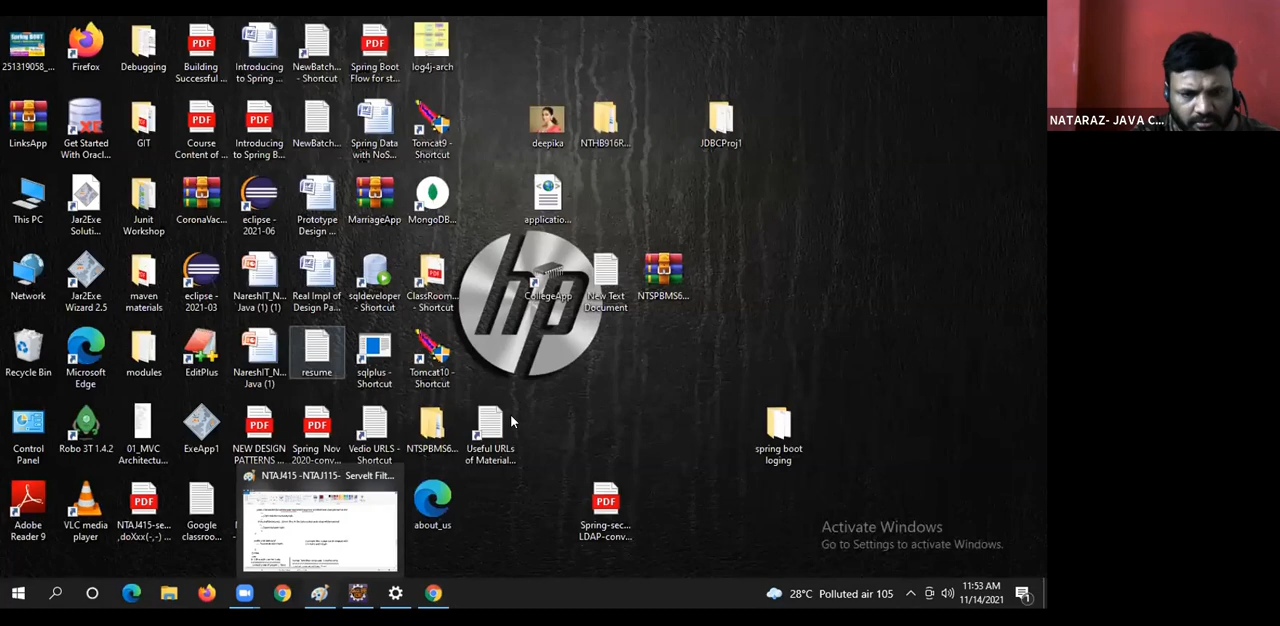 251319058_...
Firefox
Debugging
Building
Successful ...
Introducing
to Spring ...
NewBatch...
- Shortcut
Spring Boot
Flow for st...
log4j-arch
LinksApp
Get Started
With Oracl...
GIT
Course
Content of ...
Introducing
to Spring B...
NewBatch...
Spring Data
with NoS...
Tomcat9 -
Shortcut
deepika
NTHB916R...
JDBCProj1
This PC
Jar2Exe
Soluti...
Junit
Workshop
CoronaVac...
eclipse -
2021-06
Prototype
Design ...
MarriageApp
MongoDB...
applicatio...
Network
Jar2Exe
Wizard 2.5
maven
materials
eclipse -
2021-03
NareshIT_N...
Java (1) (1)
Real Impl of
Design Pa...
sqldeveloper
- Shortcut
ClassRoom...
- Shortcut
CollegeApp
New Text
Document
NTSPBMS6...
hp
Recycle Bin
Microsoft
Edge
modules
EditPlus
NareshIT_N...
Java (1)
resume
sqlplus -
Shortcut
Tomcat10 -
Shortcut
Control
Panel
Robo 3T 1.4.2
01_MVC
Architectu...
ExeApp1
NEW DESIGN
PATTERNS ...
Spring Nov
2020-conv...
Vedio URLS -
Shortcut
NTSPBMS6...
Useful URLs
of Material...
spring boot
loging
NTAJ415 -NTAJ115- Servelt Filt...
Adobe
Reader 9
VLC media
player
NTAJ415-se...
,doXxx(-,-) ...
Google
classroo...
about_us
Spring-sec...
LDAP-conv...
Activate Windows
Go to Settings to activate Windows.
28°C Polluted air 105
11:53 AM
11/14/2021
1
NATARAZ- JAVA C...